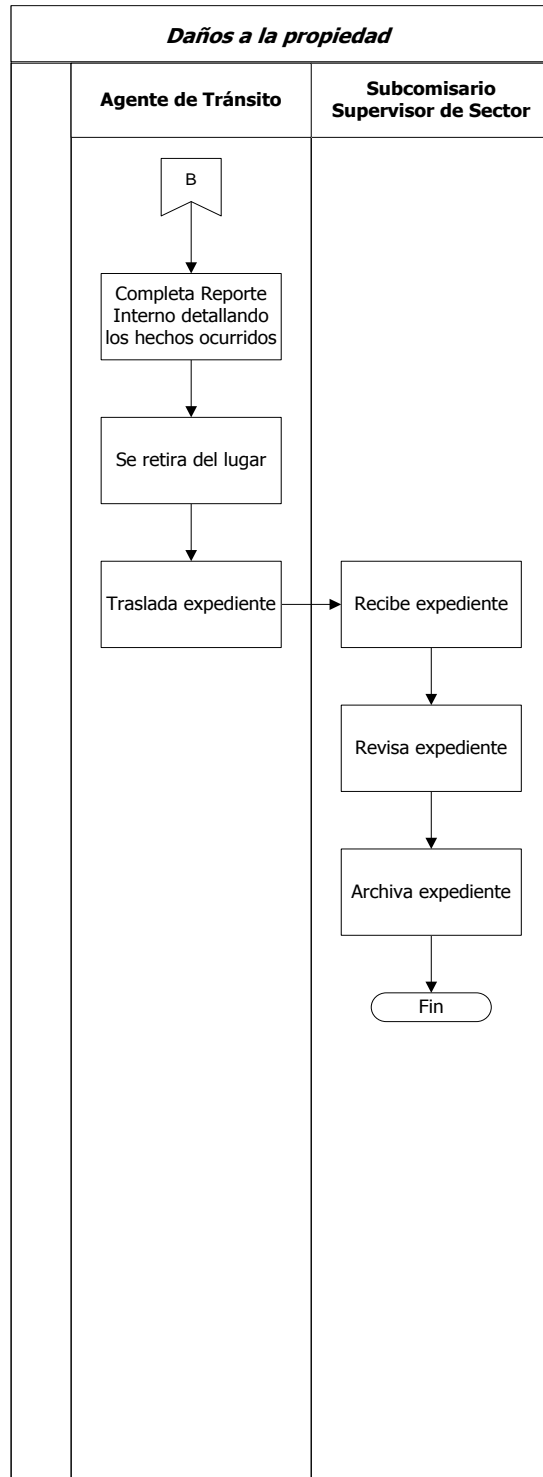 Daños a la propiedad
Agente de Tránsito
Subcomisario
Supervisor de Sector
B
Completa Reporte
Interno detallando
los hechos ocurridos
Se retira del lugar
Traslada expediente
Recibe expediente
Revisa expediente
Archiva expediente
Fin